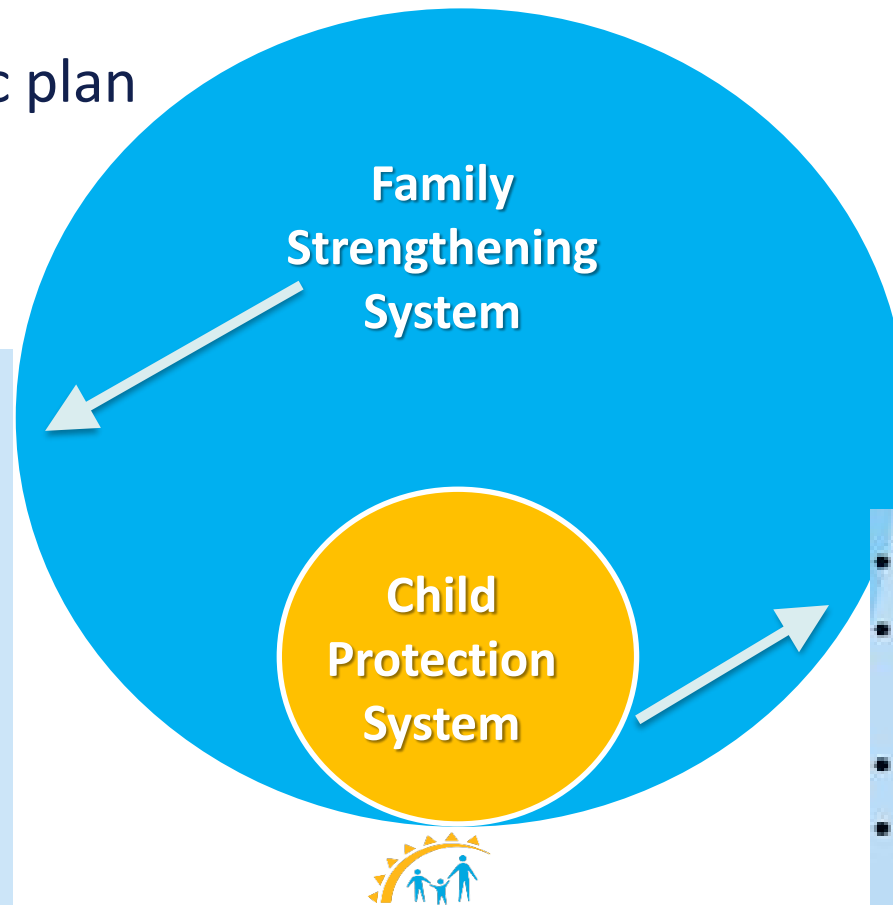 c plan
Family
Strengthening
System
Child
Protection
System